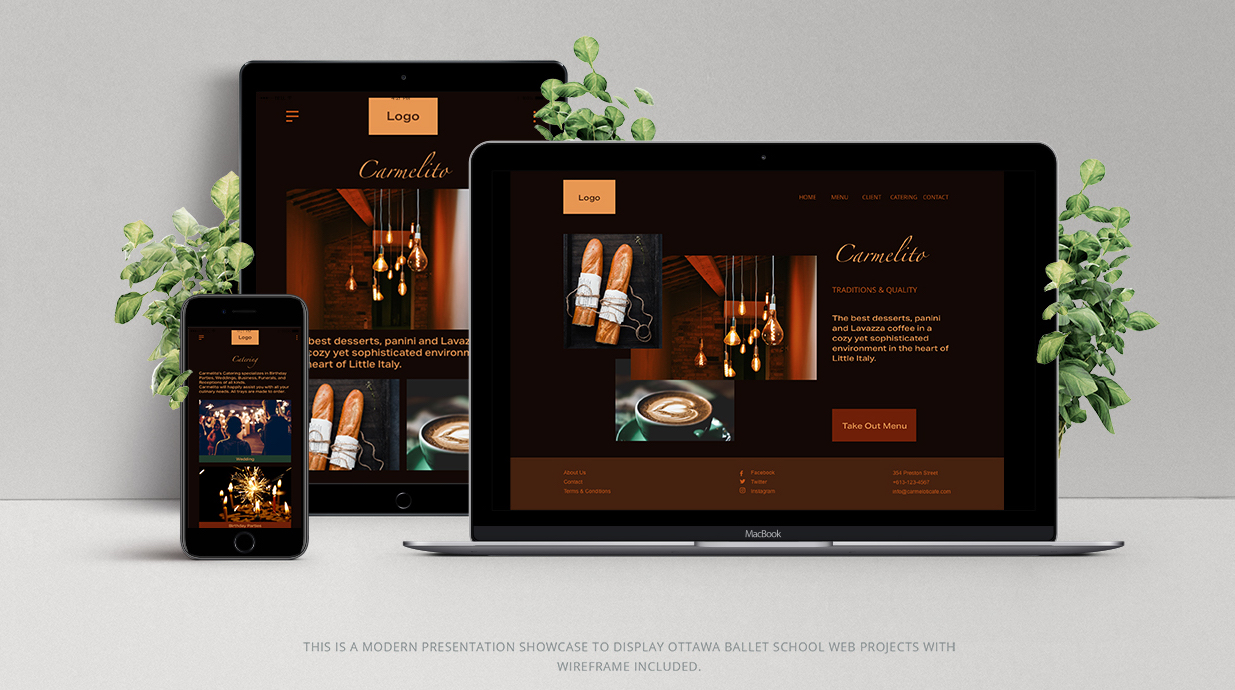 Logo
Carmelito
best desserts, panini and Lavaz
cozy yet sophisticated environm
heart of Little Italy.
Logo
Catering
Carmelito's Catering specializes in Birthday
Parties, Weddings, Business, Funerals, and
Receptions of all kinds.
Carmelito will happily assist you with all your
culinary needs. All trays are made to order
Wedding
Birthday Parties
Logo
HOME MENU CLIENT CATERING CONTACT
Carmelito
TRADITIONS & QUALITY
The best desserts, panini
and Lavazza coffee in a
cozy yet sophisticated
environment in the heart of
Little Italy.
Take Out Menu
About Us
Contact
Terms & Conditions
Facebook
Twitter
Instagram
354 Preston Street
+613-123-4567
info@carmelitocafe.com
MacBook
THIS IS A MODERN PRESENTATION SHOWCASE TO DISPLAY OTTAWA BALLET SCHOOL WEB PROJECTS WITH
WIREFRAME INCLUDED.